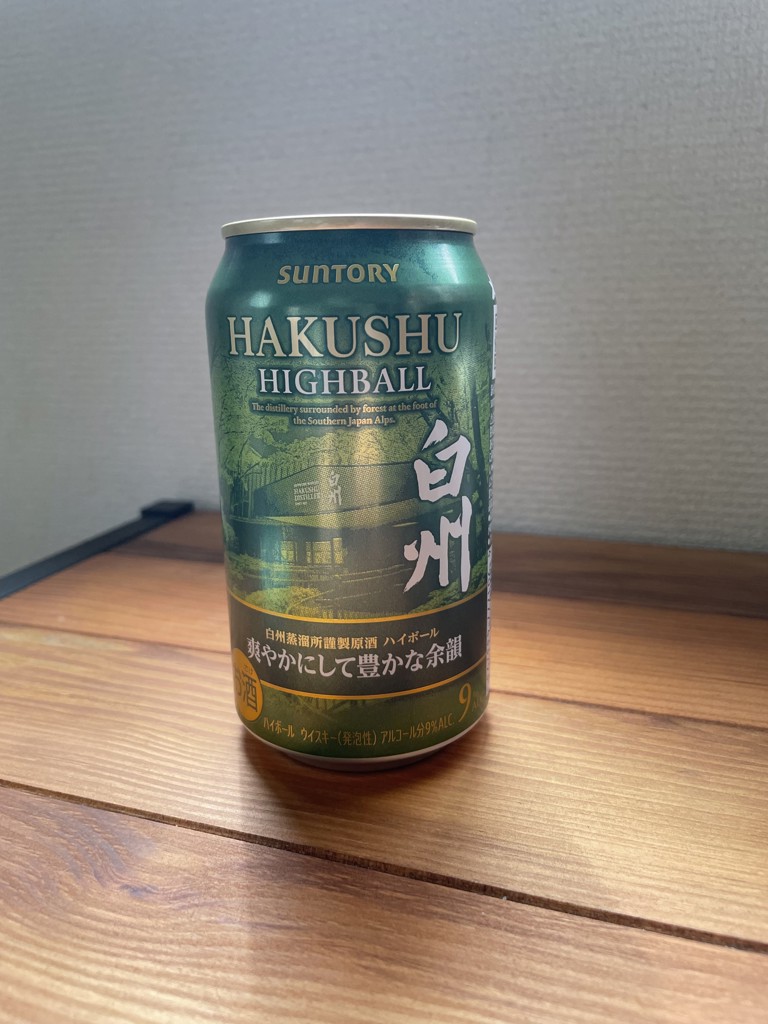 SUNTORY
HAKUSHU
HIGHBALL
The distillery surrounded by forest at the foot of
the Southern Japan Alps.
白州
白州
HAKUSHU
白州蒸溜所謹製原酒 ハイボール
爽やかにして豊かな余韻
酒
ハイボール ウイスキー(発泡性) アルコール分9%ALC.
9